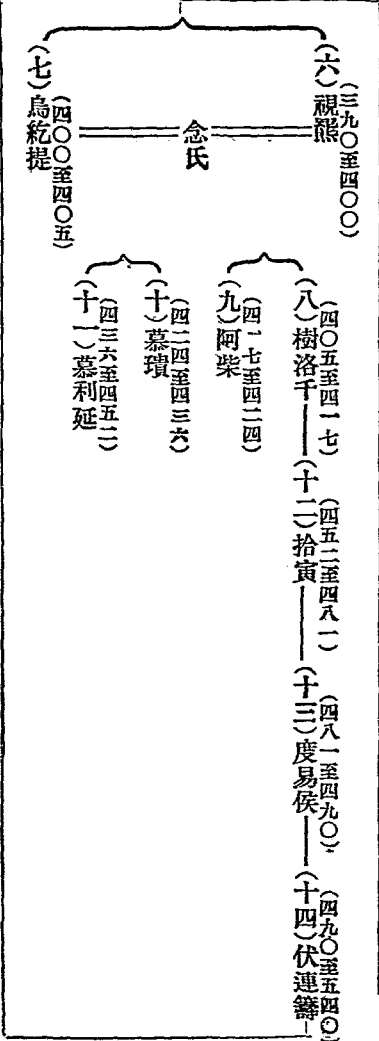 (三九〇至四〇〇)
(六)視羆
念氏
(四〇〇至四〇五)
(七)烏紇提
(四〇五至四一七)
(八)樹洛千
(四五二至四八一)
(十二)拾寅
(四八一至四九〇)
(十三)度易侯
(四九〇至五四〇)
(十四)伏連籌
(四一七至四二四)
(九)阿柴
(四二四至四三六)
(十)慕璝
(四三六至四五二)
(十一)慕利延